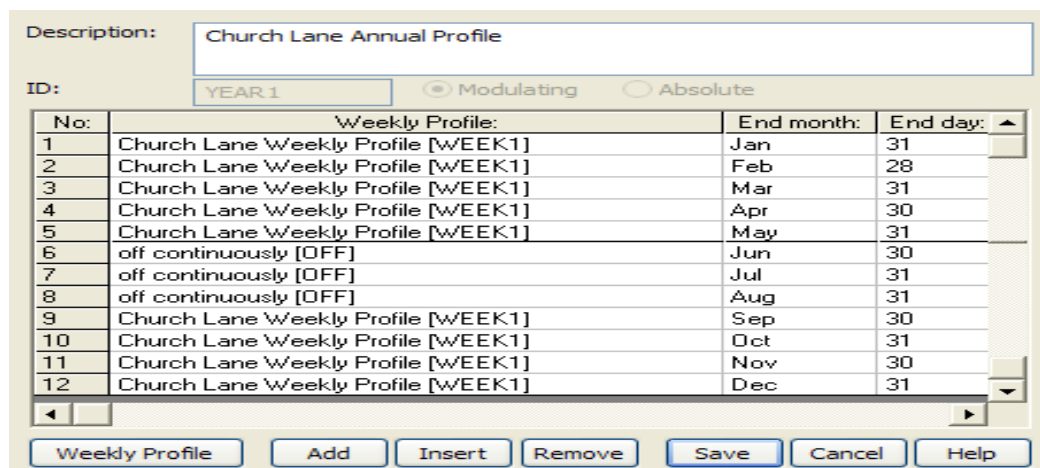 Description: Church Lane Annual Profile
ID: YEAR1 Modulating Absolute
No: Weekly Profile: End month: End day:
1 Church Lane Weekly Profile [WEEK1] Jan 31
2 Church Lane Weekly Profile [WEEK1] Feb 28
3 Church Lane Weekly Profile [WEEK1] Mar 31
4 Church Lane Weekly Profile [WEEK1] Apr 30
5 Church Lane Weekly Profile [WEEK1] May 31
6 off continuously [OFF] Jun 30
7 off continuously [OFF] Jul 31
8 off continuously [OFF] Aug 31
9 Church Lane Weekly Profile [WEEK1] Sep 30
10 Church Lane Weekly Profile [WEEK1] Oct 31
11 Church Lane Weekly Profile [WEEK1] Nov 30
12 Church Lane Weekly Profile [WEEK1] Dec 31
Weekly Profile Add Insert Remove Save Cancel Help